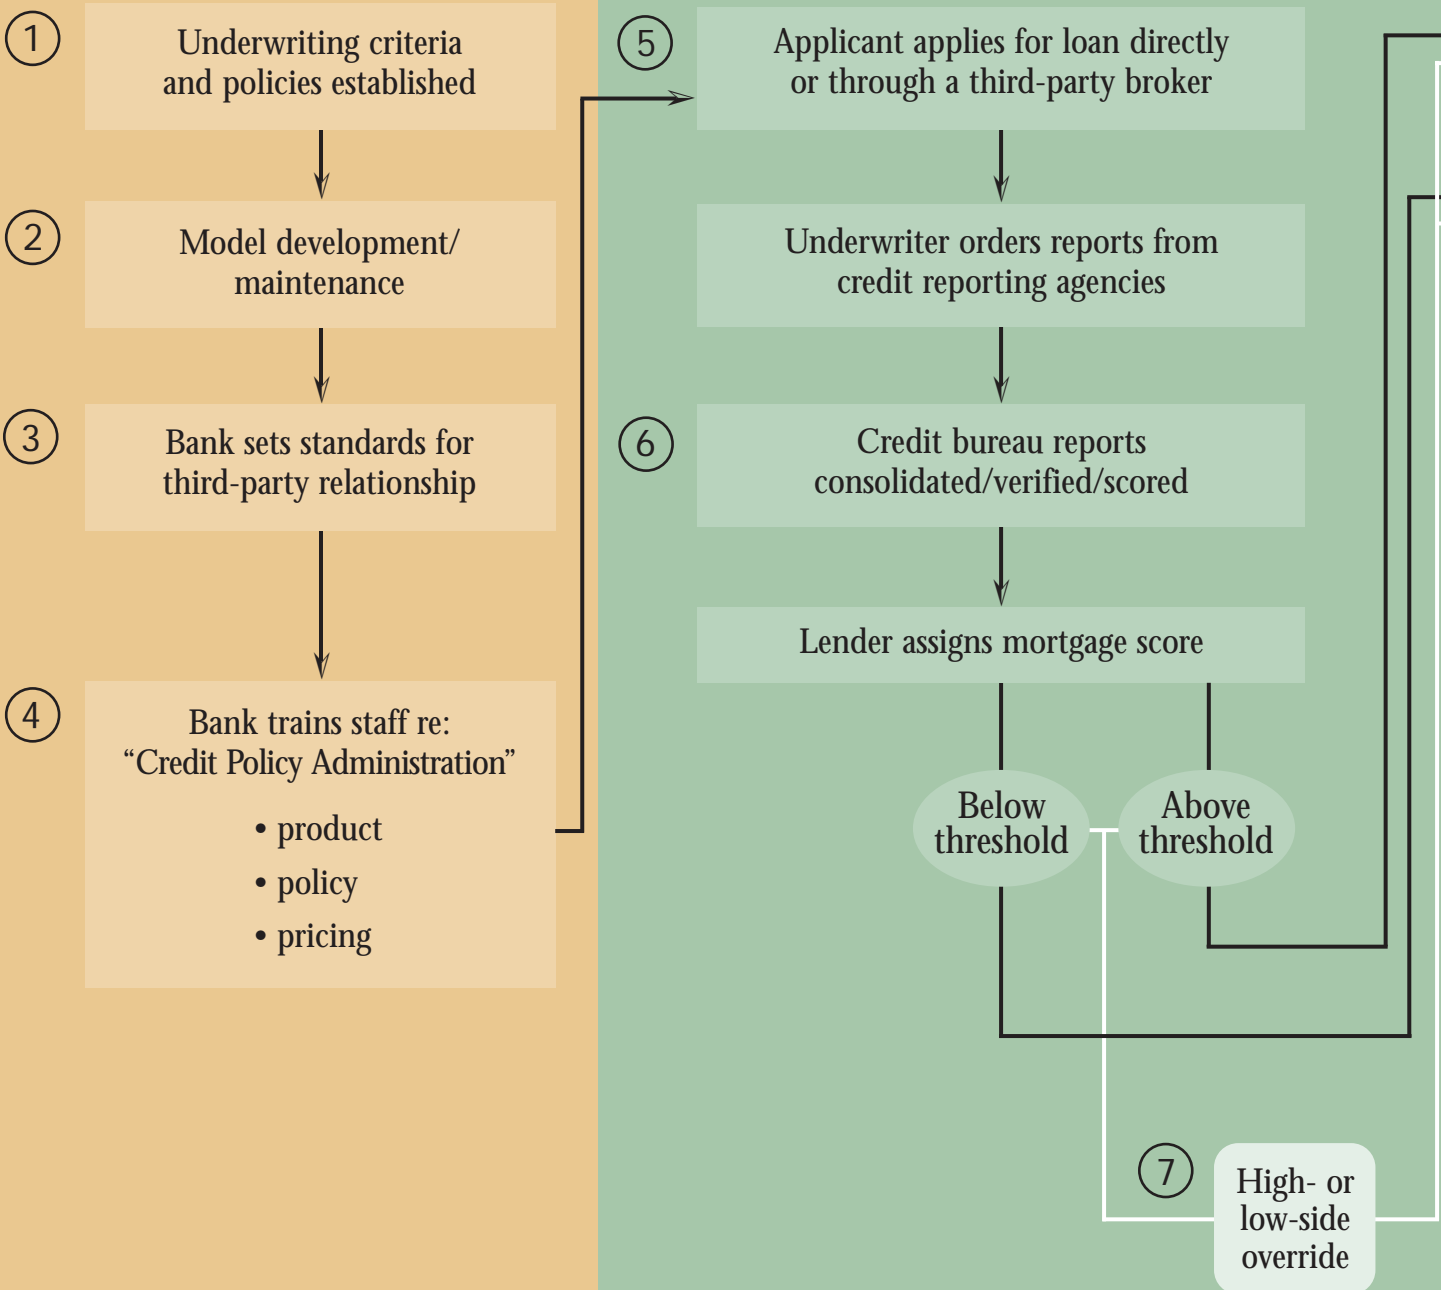 1
Underwriting criteria
and policies established
2
Model development/
maintenance
3
Bank sets standards for
third-party relationship
4
Bank trains staff re:
“Credit Policy Administration”
• product
• policy
• pricing
5
Applicant applies for loan directly
or through a third-party broker
Underwriter orders reports from
credit reporting agencies
6
Credit bureau reports
consolidated/verified/scored
Lender assigns mortgage score
Below
threshold
Above
threshold
7
High- or
low-side
override